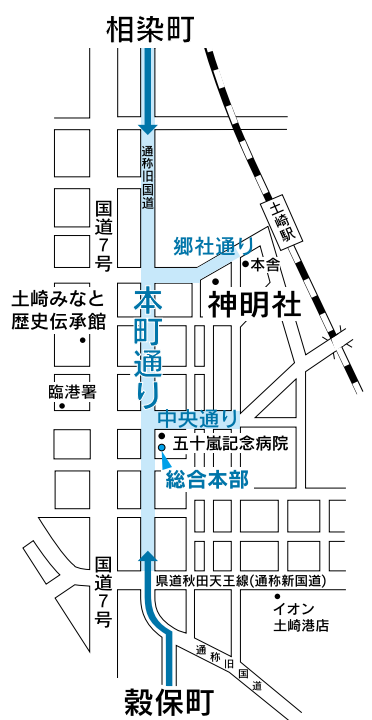 相染町
通称旧国道
国道7号
土崎駅
郷社通り
本舎
神明社
土崎みなと
歴史伝承館
本町通り
臨港署
中央通り
五十嵐記念病院
総合本部
国道7号
県道秋田天王線(通称新国道)
イオン
土崎港店
通称旧国道
穀保町